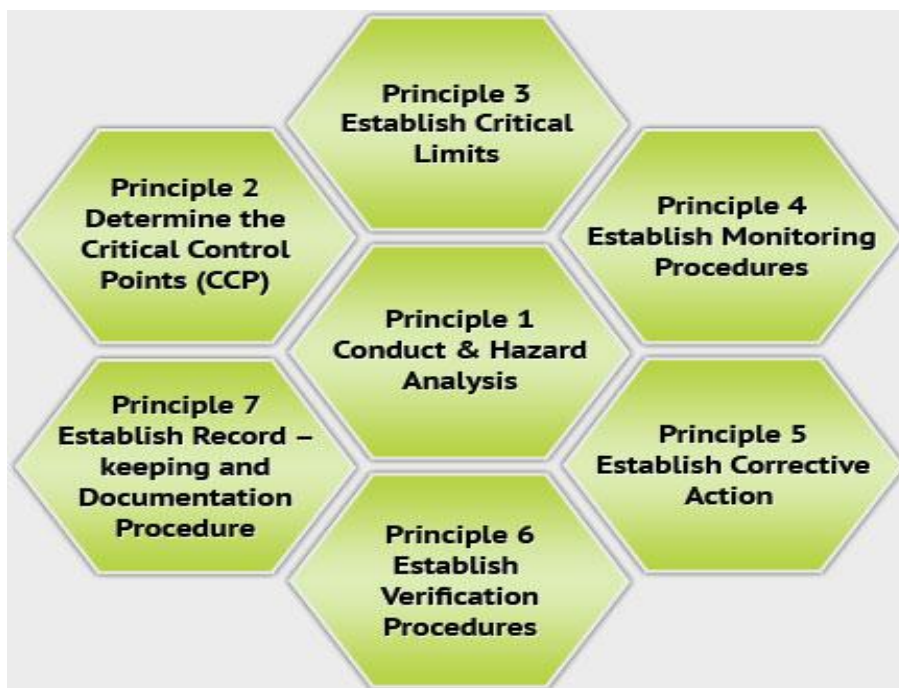 Principle 3
Establish Critical
Limits
Principle 2
Determine the
Critical Control
Points (CCP)
Principle 4
Establish Monitoring
Procedures
Principle 1
Conduct & Hazard
Analysis
Principle 7
Establish Record –
keeping and
Documentation
Procedure
Principle 5
Establish Corrective
Action
Principle 6
Establish
Verification
Procedures